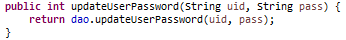 public int updateUserPassword(String uid, String pass) {
    return dao.updateUserPassword(uid, pass);
}